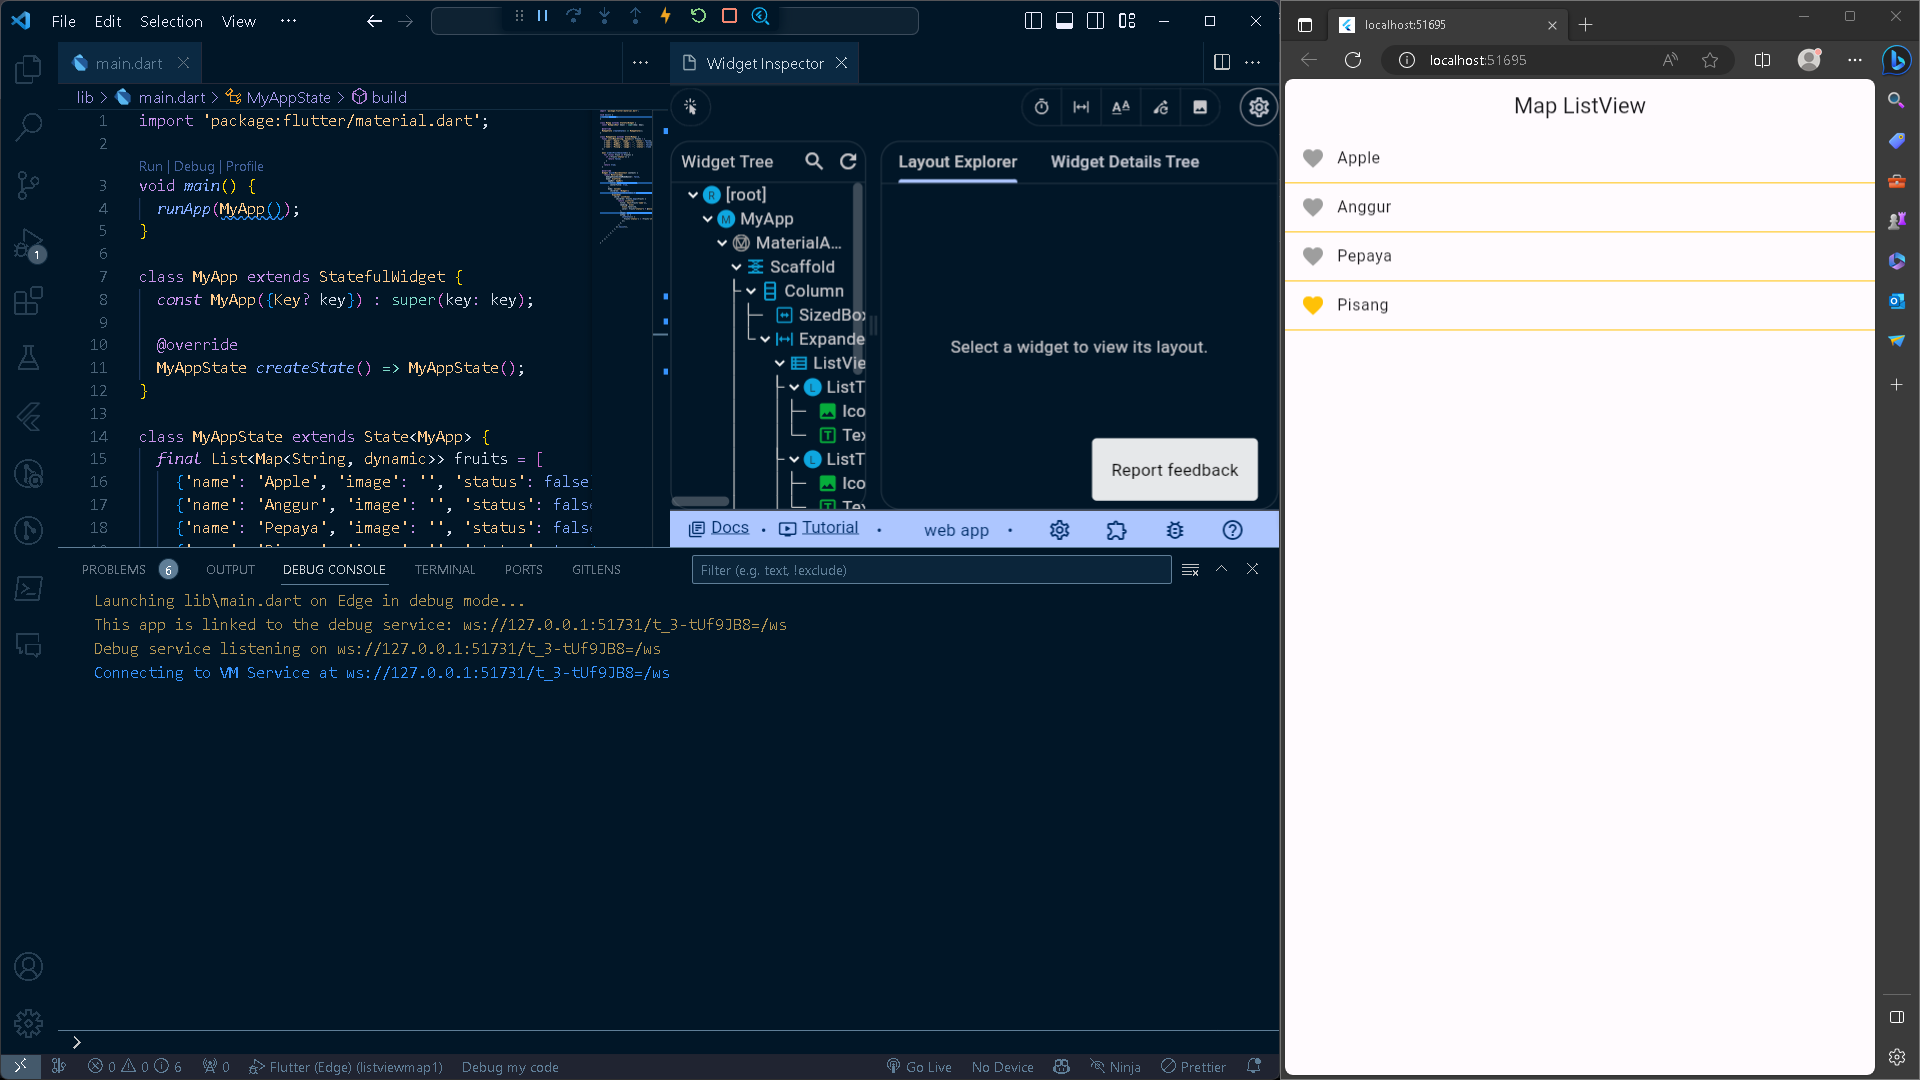 File Edit Selection View ...
main.dart
lib > main.dart > MyAppState > build
1 import 'package:flutter/material.dart';
2
Run | Debug | Profile
3 void main() {
4 runApp(MyApp());
5 }
6
7 class MyApp extends StatefulWidget {
8 const MyApp({Key? key}) : super(key: key);
9
10 @override
11 MyAppState createState() => MyAppState();
12 }
13
14 class MyAppState extends State<MyApp> {
15 final List<Map<String, dynamic>> fruits = [
16 {'name': 'Apple', 'image': '', 'status': false
17 {'name': 'Anggur', 'image': '', 'status': fals
18 {'name': 'Pepaya', 'image': '', 'status': fals
Widget Inspector
Widget Tree
[root]
MyApp
MaterialA...
Scaffold
Column
SizedBo
Expande
ListVie
ListT
Ico
Tex
ListT
Ico
Layout Explorer
Widget Details Tree
Select a widget to view its layout.
Report feedback
Docs • Tutorial • web app •
1
PROBLEMS 6 OUTPUT DEBUG CONSOLE TERMINAL PORTS GITLENS
Filter (e.g. text, !exclude)
Launching lib\main.dart on Edge in debug mode...
This app is linked to the debug service: ws://127.0.0.1:51731/t_3-tUf9JB8=/ws
Debug service listening on ws://127.0.0.1:51731/t_3-tUf9JB8=/ws
Connecting to VM Service at ws://127.0.0.1:51731/t_3-tUf9JB8=/ws
0 0 6 0 Flutter (Edge) (listviewmap1) Debug my code
Go Live No Device Ninja Prettier
localhost:51695
localhost:51695
Map ListView
Apple
Anggur
Pepaya
Pisang